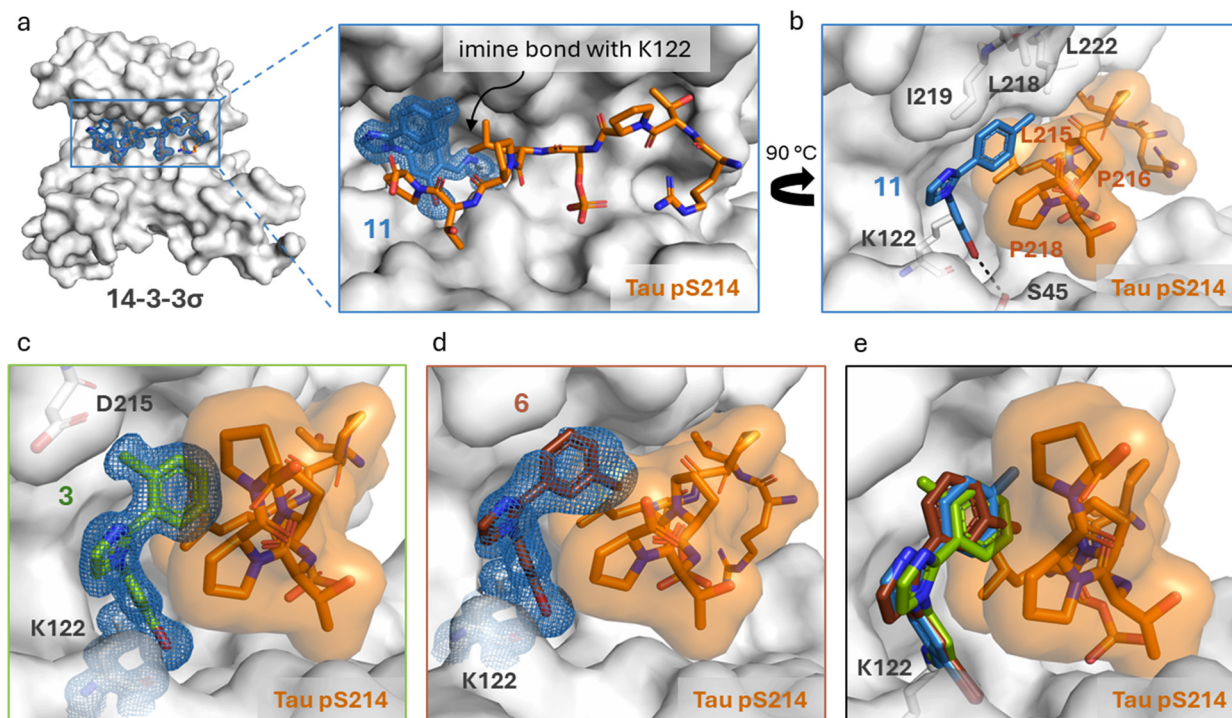 a
imine bond with K122
11
Tau pS214
14-3-3σ
90 ºC
b
L222
L218
I219
L215
11
P216
K122
P218
S45
Tau pS214
c
D215
3
K122
Tau pS214
d
6
K122
Tau pS214
e
K122
Tau pS214